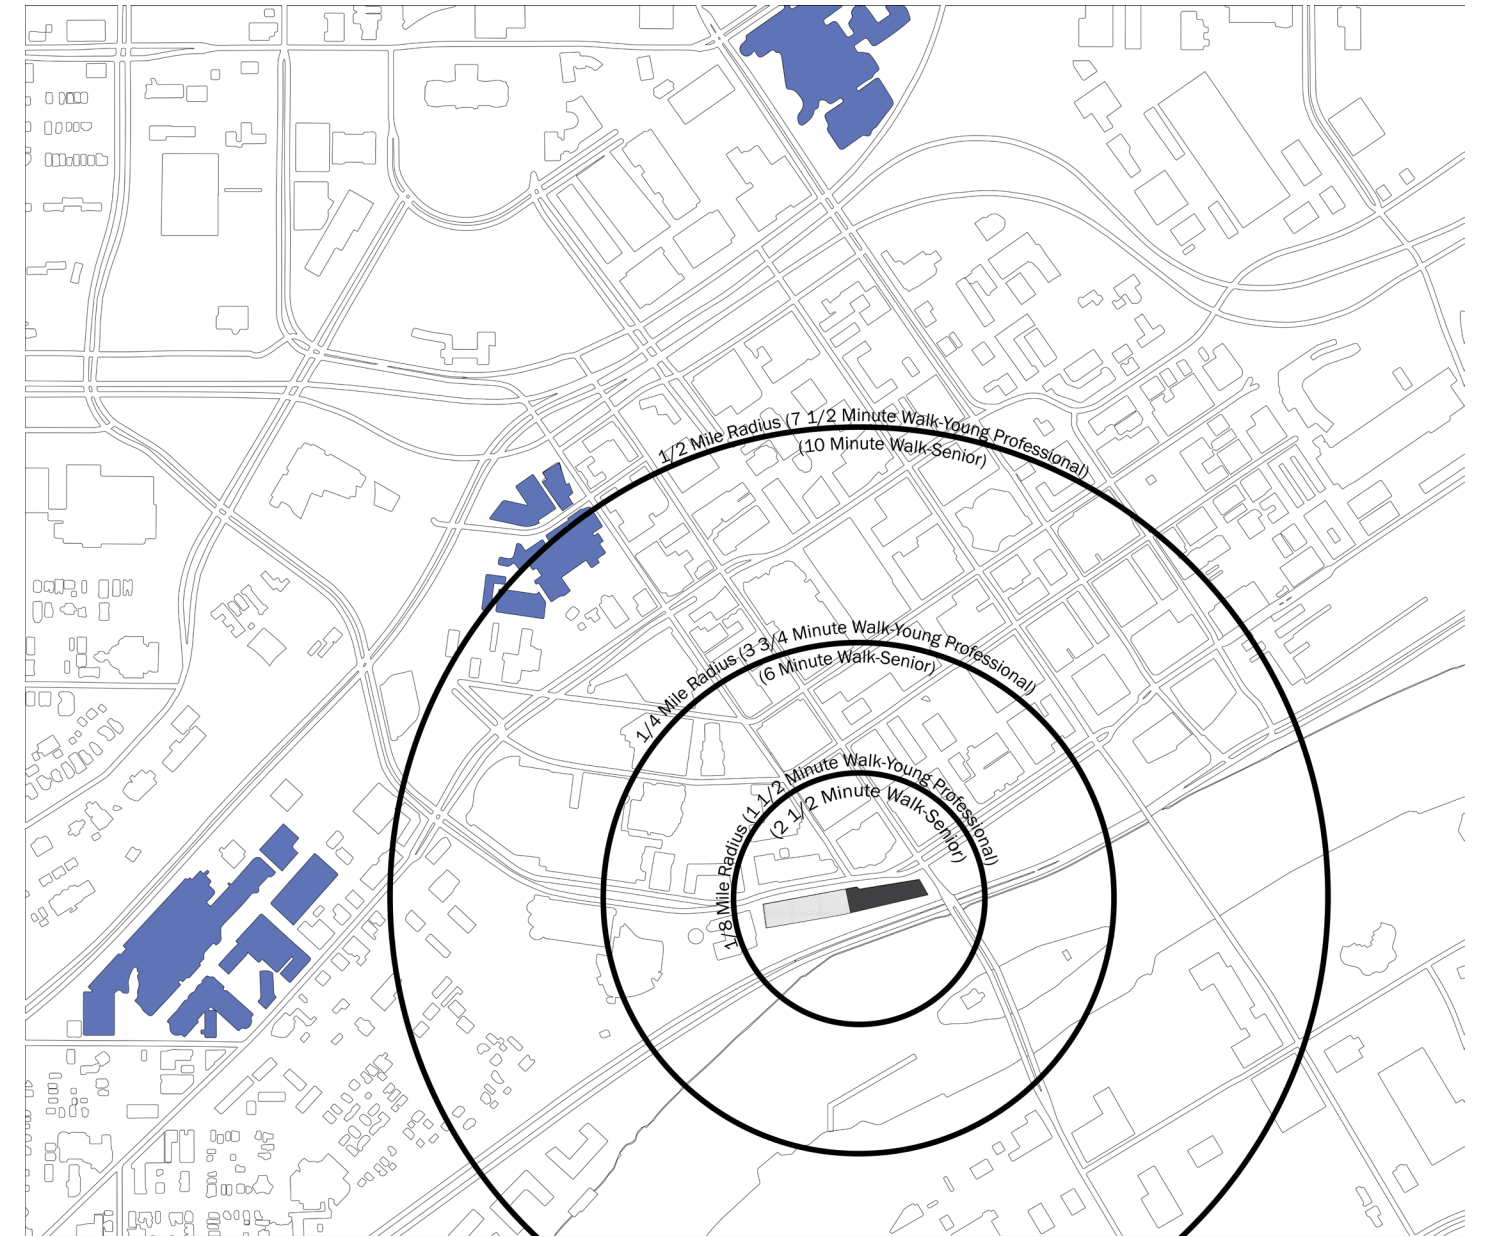 1/2 Mile Radius (7 1/2 Minute Walk-Young Professional)
(10 Minute Walk-Senior)
1/4 Mile Radius (3 3/4 Minute Walk-Young Professional)
(6 Minute Walk-Senior)
1/8 Mile Radius (1 1/2 Minute Walk-Young Professional)
(2 1/2 Minute Walk-Senior)